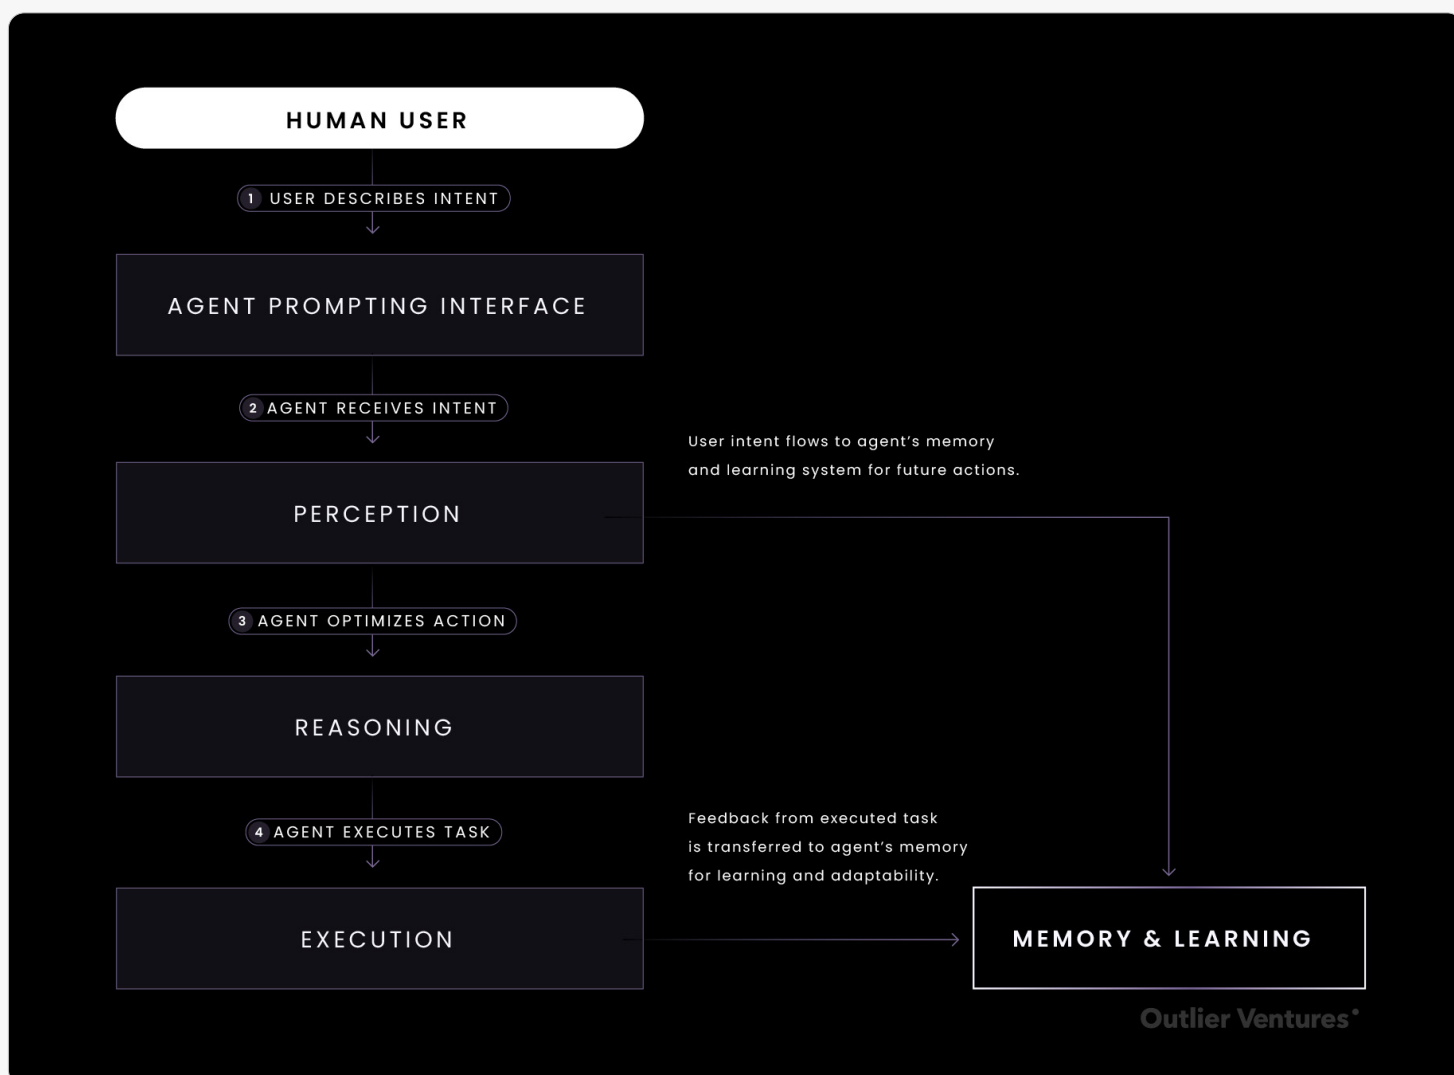 HUMAN USER
1 USER DESCRIBES INTENT
AGENT PROMPTING INTERFACE
2 AGENT RECEIVES INTENT
User intent flows to agent’s memory
and learning system for future actions.
PERCEPTION
3 AGENT OPTIMIZES ACTION
REASONING
4 AGENT EXECUTES TASK
Feedback from executed task
is transferred to agent’s memory
for learning and adaptability.
EXECUTION
MEMORY & LEARNING
Outlier Ventures